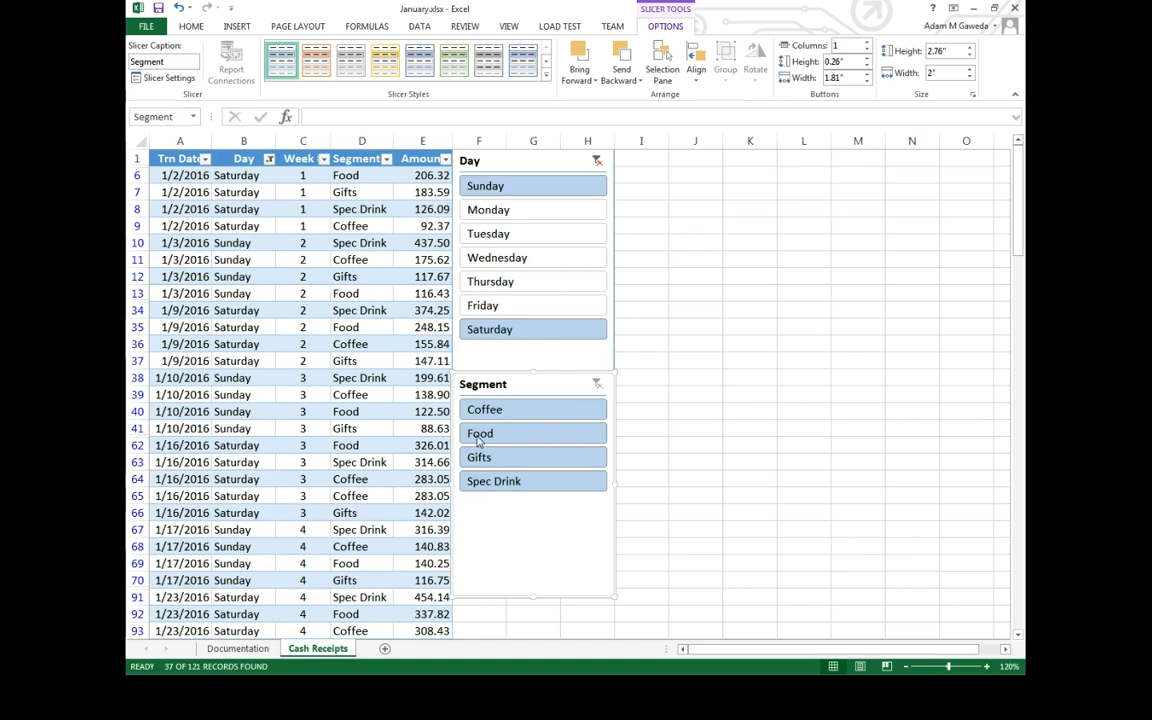 January.xlsx - Excel
SLICER TOOLS
FILE HOME INSERT PAGE LAYOUT FORMULAS DATA REVIEW VIEW LOAD TEST TEAM OPTIONS Adam M Gaweda
Slicer Caption:
Segment
Slicer Settings
Report Connections
Bring Forward
Send Backward
Selection Pane
Align
Group
Rotate
Columns: 1
Height: 0.26"
Width: 1.81"
Height: 2.76"
Width: 2"
Slicer Slicer Styles Arrange Buttons Size
Segment fx
A B C D E F G H I J K L M N O
1 Trn Date Day Week Segment Amoun
6 1/2/2016 Saturday 1 Food 206.32
7 1/2/2016 Saturday 1 Gifts 183.59
8 1/2/2016 Saturday 1 Spec Drink 126.09
9 1/2/2016 Saturday 1 Coffee 92.37
10 1/3/2016 Sunday 2 Spec Drink 437.50
11 1/3/2016 Sunday 2 Coffee 175.62
12 1/3/2016 Sunday 2 Gifts 117.67
13 1/3/2016 Sunday 2 Food 116.43
34 1/9/2016 Saturday 2 Spec Drink 374.25
35 1/9/2016 Saturday 2 Food 248.15
36 1/9/2016 Saturday 2 Coffee 155.84
37 1/9/2016 Saturday 2 Gifts 147.11
38 1/10/2016 Sunday 3 Spec Drink 199.61
39 1/10/2016 Sunday 3 Coffee 138.90
40 1/10/2016 Sunday 3 Food 122.50
41 1/10/2016 Sunday 3 Gifts 88.63
62 1/16/2016 Saturday 3 Food 326.01
63 1/16/2016 Saturday 3 Spec Drink 314.66
64 1/16/2016 Saturday 3 Coffee 283.05
65 1/16/2016 Saturday 3 Coffee 283.05
66 1/16/2016 Saturday 3 Gifts 142.02
67 1/17/2016 Sunday 4 Spec Drink 316.39
68 1/17/2016 Sunday 4 Coffee 140.83
69 1/17/2016 Sunday 4 Food 140.25
70 1/17/2016 Sunday 4 Gifts 116.75
91 1/23/2016 Saturday 4 Spec Drink 454.14
92 1/23/2016 Saturday 4 Food 337.82
93 1/23/2016 Saturday 4 Coffee 308.43
Day
Sunday
Monday
Tuesday
Wednesday
Thursday
Friday
Saturday
Segment
Coffee
Food
Gifts
Spec Drink
Documentation Cash Receipts
READY 37 OF 121 RECORDS FOUND 120%